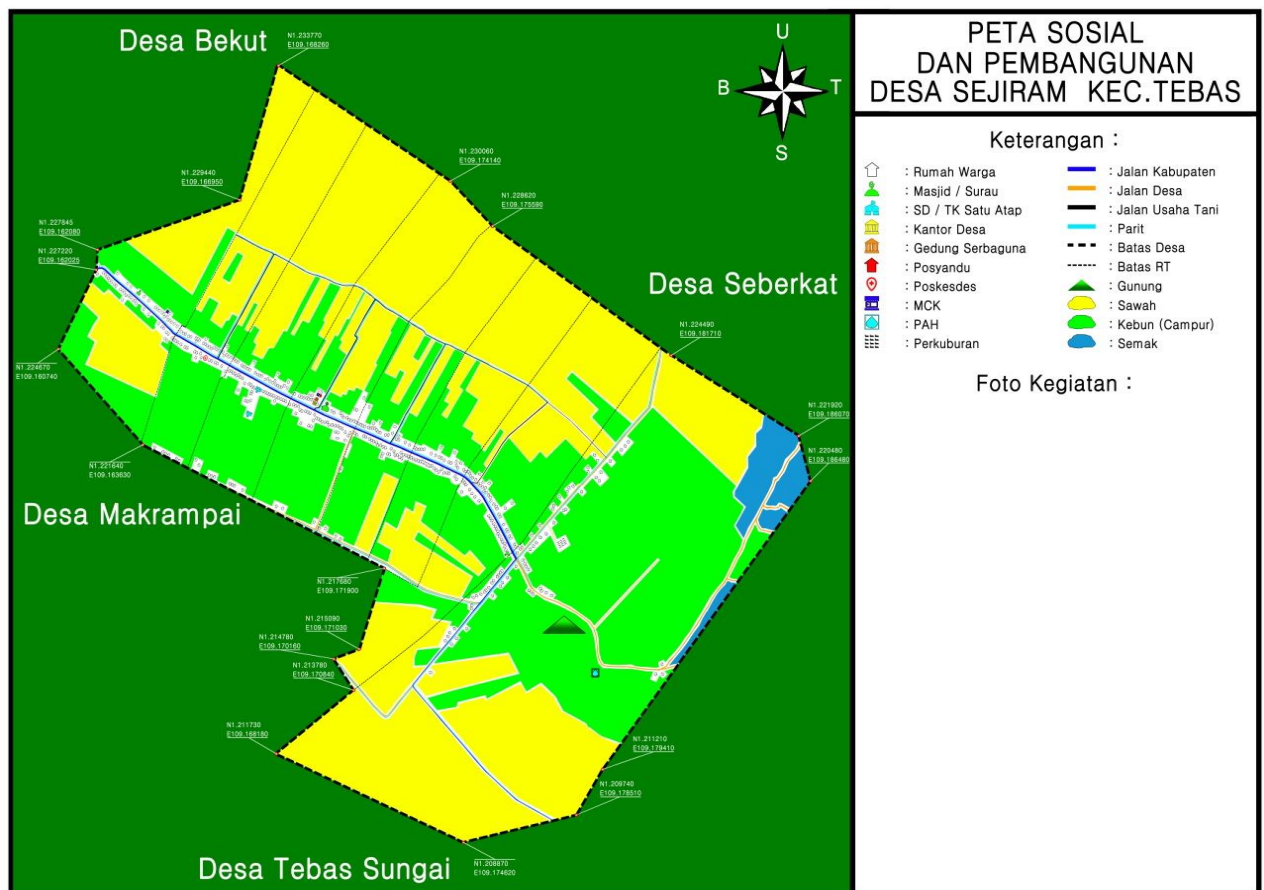 Desa Bekut
N1.233770
E109.168260
U
B
T
S
N1.230060
E109.174140
N1.229440
E109.166950
N1.228620
E109.175590
N1.227845
E109.162080
N1.227220
E109.162025
Desa Seberkat
N1.224490
E109.181710
N1.224670
E109.160740
N1.221920
E109.186070
N1.220480
E109.186480
N1.221640
E109.163630
Desa Makrampai
N1.217680
E109.171900
N1.215090
E109.171030
N1.214780
E109.170160
N1.213780
E109.170840
N1.211730
E109.168180
N1.211210
E109.179410
N1.209740
E109.178510
Desa Tebas Sungai
N1.208870
E109.174620
PETA SOSIAL
DAN PEMBANGUNAN
DESA SEJIRAM KEC.TEBAS
Keterangan :
: Rumah Warga
: Masjid / Surau
: SD / TK Satu Atap
: Kantor Desa
: Gedung Serbaguna
: Posyandu
: Poskesdes
: MCK
: PAH
: Perkuburan
: Jalan Kabupaten
: Jalan Desa
: Jalan Usaha Tani
: Parit
: Batas Desa
: Batas RT
: Gunung
: Sawah
: Kebun (Campur)
: Semak
Foto Kegiatan :